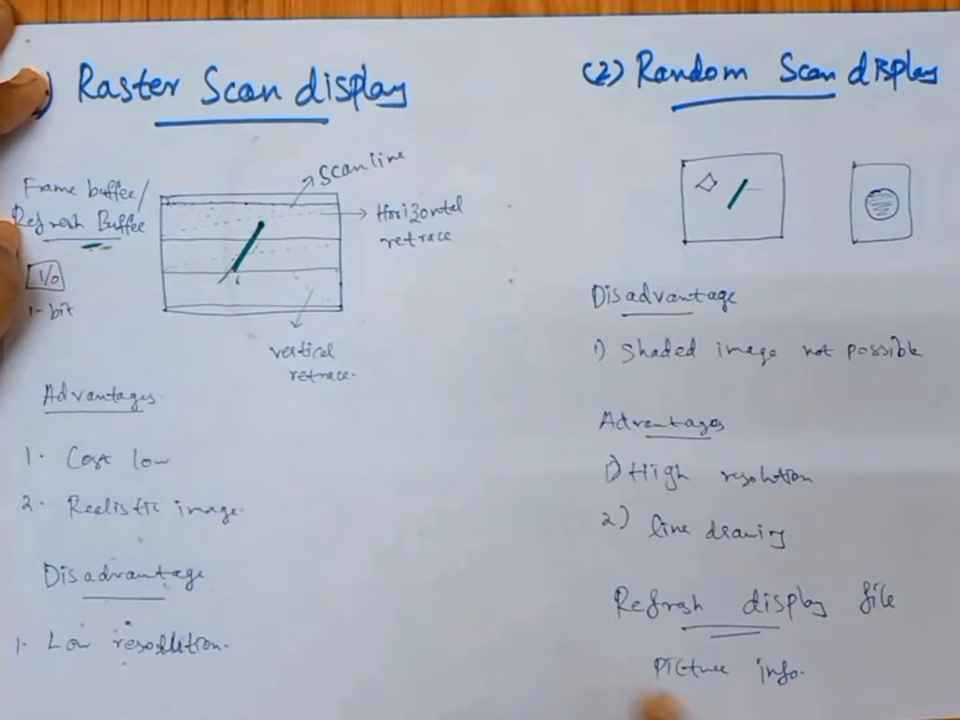 ) Raster Scan display
Frame buffer/
Refresh Buffer
1/0
1-bit
Scanline
Horizontal
retrace
vertical
retrace.
Advantages.
1. Cost low
2. Realistic image.
Disadvantage
1. Low resolution.
(2) Random Scan display
Disadvantage
1) Shaded image not possible
Advantages
1) High resolution
2) line drawing
Refresh display file
Picture info.